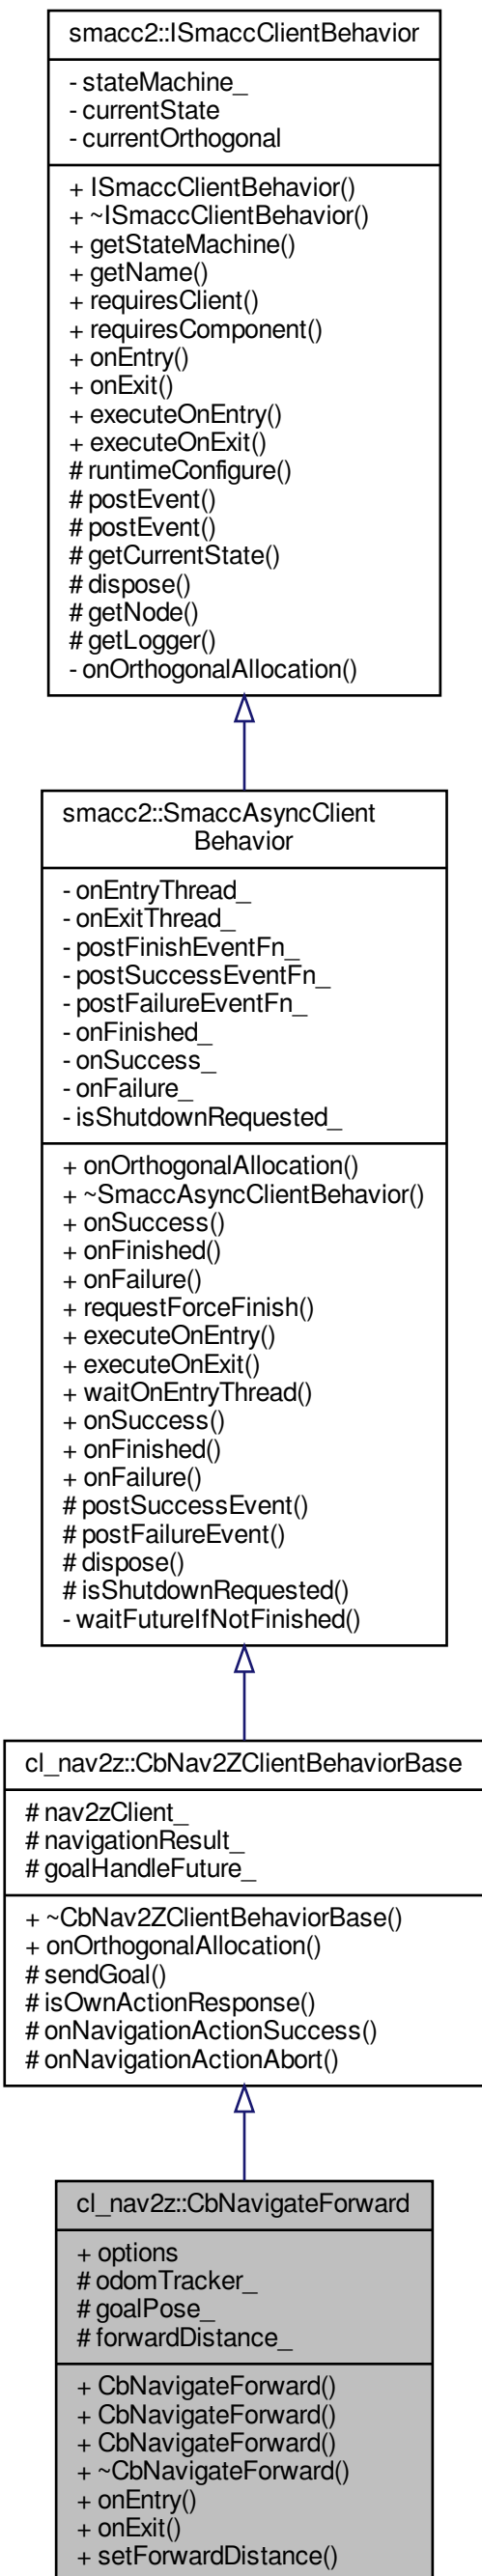 smacc2::ISmaccClientBehavior
- stateMachine_
- currentState
- currentOrthogonal
+ ISmaccClientBehavior()
+ ~ISmaccClientBehavior()
+ getStateMachine()
+ getName()
+ requiresClient()
+ requiresComponent()
+ onEntry()
+ onExit()
+ executeOnEntry()
+ executeOnExit()
# runtimeConfigure()
# postEvent()
# postEvent()
# getCurrentState()
# dispose()
# getNode()
# getLogger()
- onOrthogonalAllocation()
smacc2::SmaccAsyncClient
Behavior
- onEntryThread_
- onExitThread_
- postFinishEventFn_
- postSuccessEventFn_
- postFailureEventFn_
- onFinished_
- onSuccess_
- onFailure_
- isShutdownRequested_
+ onOrthogonalAllocation()
+ ~SmaccAsyncClientBehavior()
+ onSuccess()
+ onFinished()
+ onFailure()
+ requestForceFinish()
+ executeOnEntry()
+ executeOnExit()
+ waitOnEntryThread()
+ onSuccess()
+ onFinished()
+ onFailure()
# postSuccessEvent()
# postFailureEvent()
# dispose()
# isShutdownRequested()
- waitFutureIfNotFinished()
cl_nav2z::CbNav2ZClientBehaviorBase
# nav2zClient_
# navigationResult_
# goalHandleFuture_
+ ~CbNav2ZClientBehaviorBase()
+ onOrthogonalAllocation()
# sendGoal()
# isOwnActionResponse()
# onNavigationActionSuccess()
# onNavigationActionAbort()
cl_nav2z::CbNavigateForward
+ options
# odomTracker_
# goalPose_
# forwardDistance_
+ CbNavigateForward()
+ CbNavigateForward()
+ CbNavigateForward()
+ ~CbNavigateForward()
+ onEntry()
+ onExit()
+ setForwardDistance()